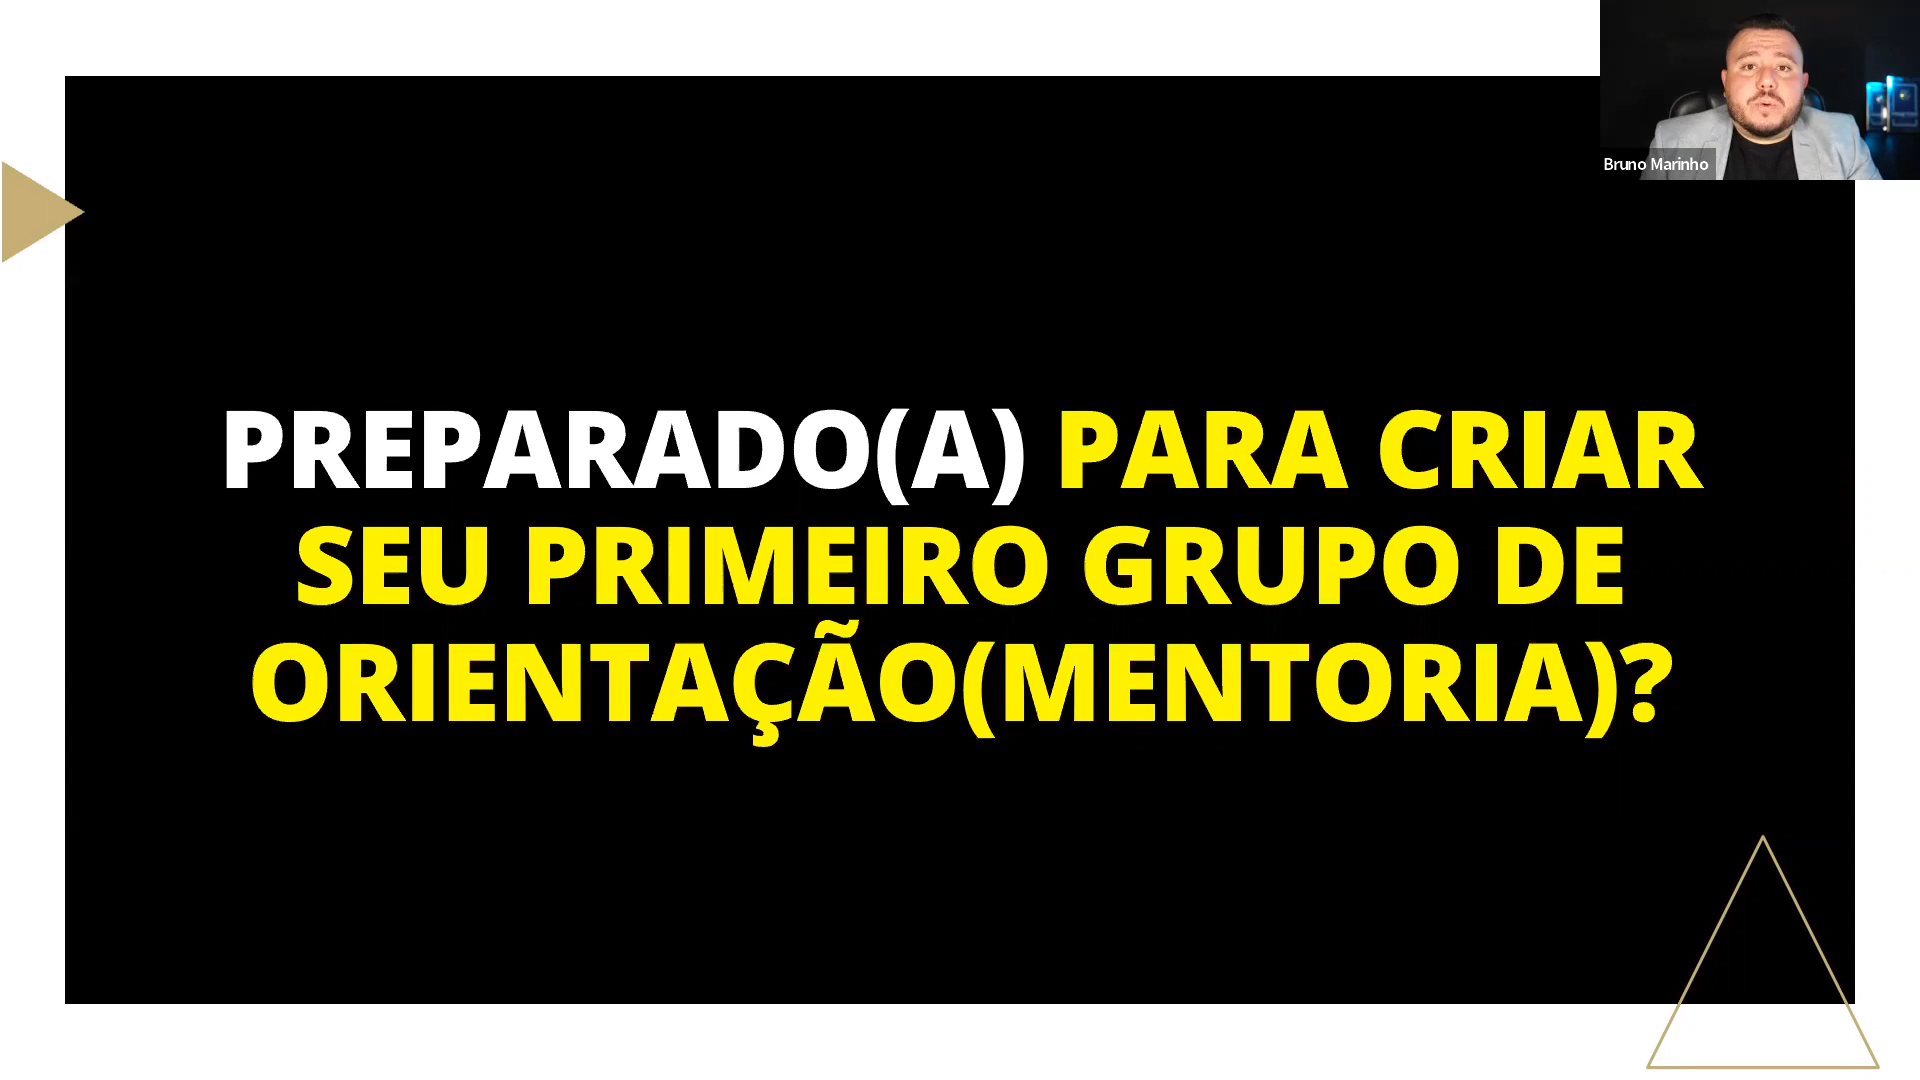 Bruno Marinho
PREPARADO(A) PARA CRIAR
SEU PRIMEIRO GRUPO DE
ORIENTAÇÃO(MENTORIA)?